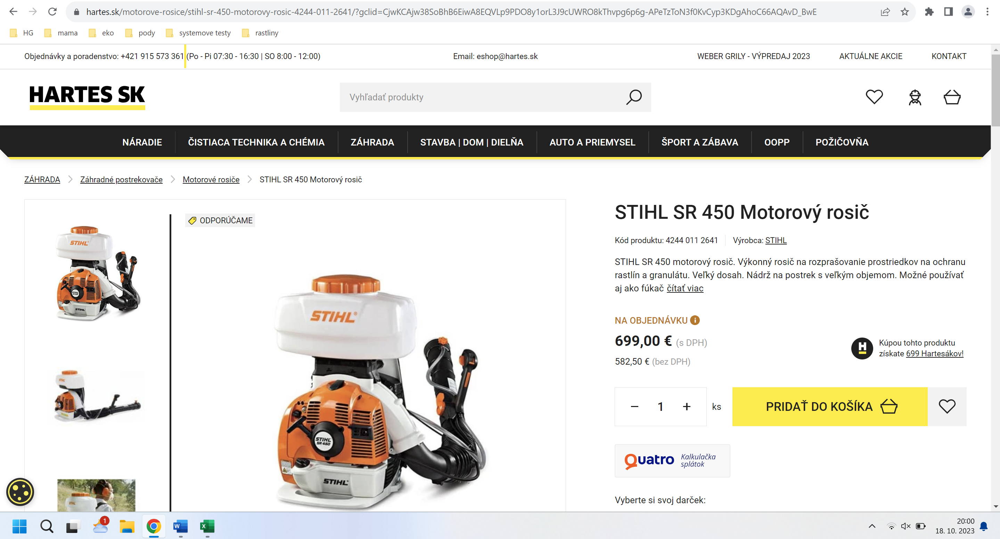 hartes.sk/motorove-rosice/stihl-sr-450-motorovy-rosic-4244-011-2641/?gclid=CjwKCAjw38SoBhB6EiwA8EQVLp9PDO8y1orL3J9cUWRO8kThvpg6p6g-APeTzToN3f0KvCyp3KDgAhoC66AQAvD_BwE
HG mama eko pody systemove testy rastliny
Objednávky a poradenstvo: +421 915 573 361 (Po - Pi 07:30 - 16:30 | SO 8:00 - 12:00) Email: eshop@hartes.sk WEBER GRILY - VÝPREDAJ 2023 AKTUÁLNE AKCIE KONTAKT
HARTES SK
Vyhľadať produkty
NÁRADIE ČISTIACA TECHNIKA A CHÉMIA ZÁHRADA STAVBA | DOM | DIELŇA AUTO A PRIEMYSEL ŠPORT A ZÁBAVA OOPP POŽIČOVŇA
ZÁHRADA Záhradné postrekovače Motorové rosiče STIHL SR 450 Motorový rosič
ODPORÚČAME
STIHL
STIHL
STIHL
STIHL
STIHL®
STIHL
SR 450
STIHL
STIHL SR 450 Motorový rosič
Kód produktu: 4244 011 2641 Výrobca: STIHL
STIHL SR 450 motorový rosič. Výkonný rosič na rozprašovanie prostriedkov na ochranu
rastlín a granulátu. Veľký dosah. Nádrž na postrek s veľkým objemom. Možné používať
aj ako fúkač čítať viac
NA OBJEDNÁVKU i
699,00 € (s DPH)
582,50 € (bez DPH)
H
Kúpou tohto produktu
získate 699 Hartesákov!
− 1 + ks
PRIDAŤ DO KOŠÍKA
Quatro Kalkulačka
splátok
Vyberte si svoj darček:
1
W
X
20:00
18. 10. 2023